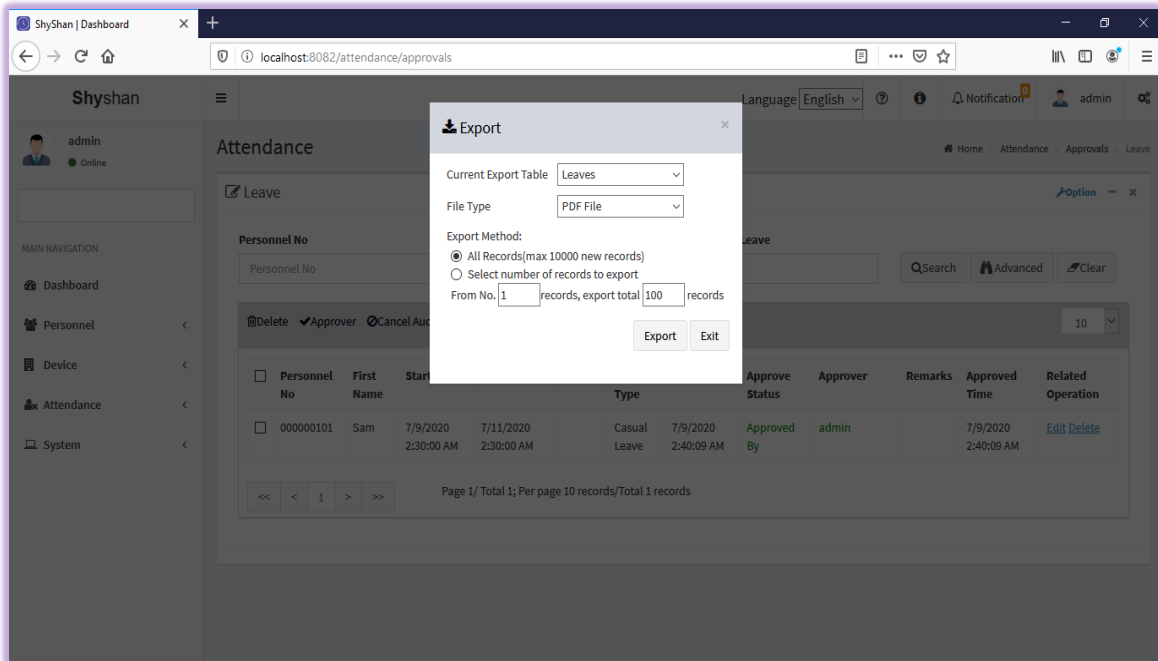 ShyShan | Dashboard
localhost:8082/attendance/approvals
Shyshan
Language English
Notification 0
admin
admin
Online
Attendance
Home > Attendance > Approvals > Leave
Leave
Option
MAIN NAVIGATION
Dashboard
Personnel
Device
Attendance
System
Export
Current Export Table Leaves
File Type PDF File
Export Method:
All Records(max 10000 new records)
Select number of records to export
From No. 1 records, export total 100 records
Export Exit
Personnel No
Leave
Personnel No
Search Advanced Clear
Delete Approver Cancel Aud
10
Personnel No First Name Star Type Approve Status Approver Remarks Approved Time Related Operation
000000101 Sam 7/9/2020 2:30:00 AM 7/11/2020 2:30:00 AM Casual Leave 7/9/2020 2:40:09 AM Approved By admin 7/9/2020 2:40:09 AM Edit Delete
<< < 1 > >>
Page 1/ Total 1; Per page 10 records/Total 1 records